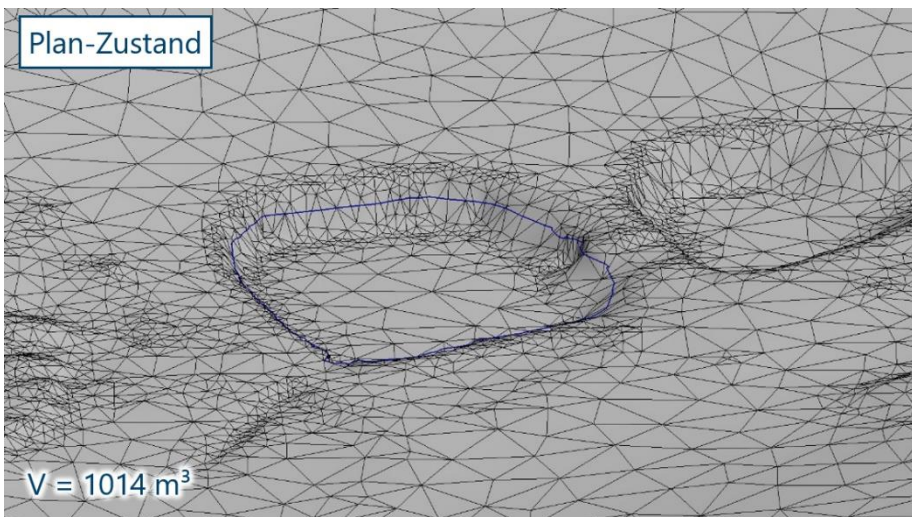 Plan-Zustand
V = 1014 m³